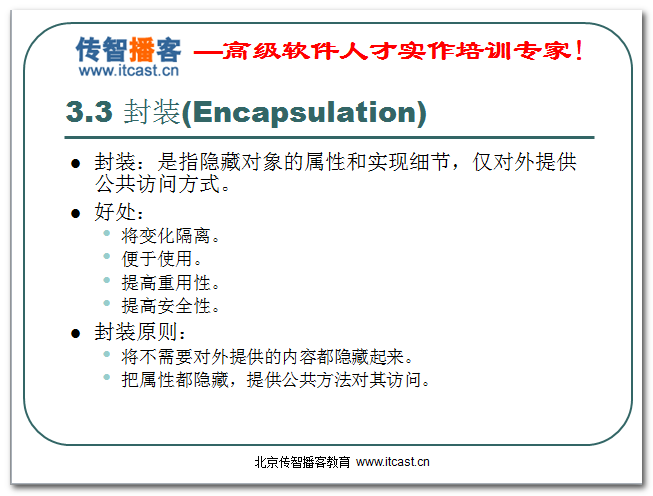 传智播客 —高级软件人才实作培训专家!
www.itcast.cn
3.3 封装(Encapsulation)
● 封装：是指隐藏对象的属性和实现细节，仅对外提供
公共访问方式。
● 好处：
• 将变化隔离。
• 便于使用。
• 提高重用性。
• 提高安全性。
● 封装原则：
• 将不需要对外提供的内容都隐藏起来。
• 把属性都隐藏，提供公共方法对其访问。
北京传智播客教育 www.itcast.cn